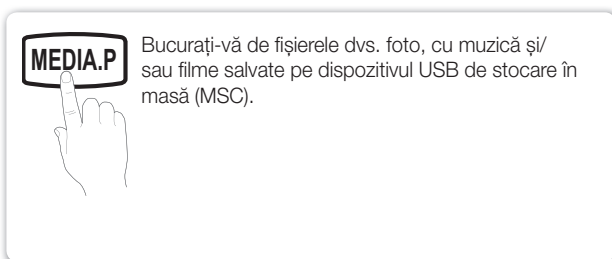 MEDIA.P
Bucurați-vă de fișierele dvs. foto, cu muzică și/
sau filme salvate pe dispozitivul USB de stocare în
masă (MSC).